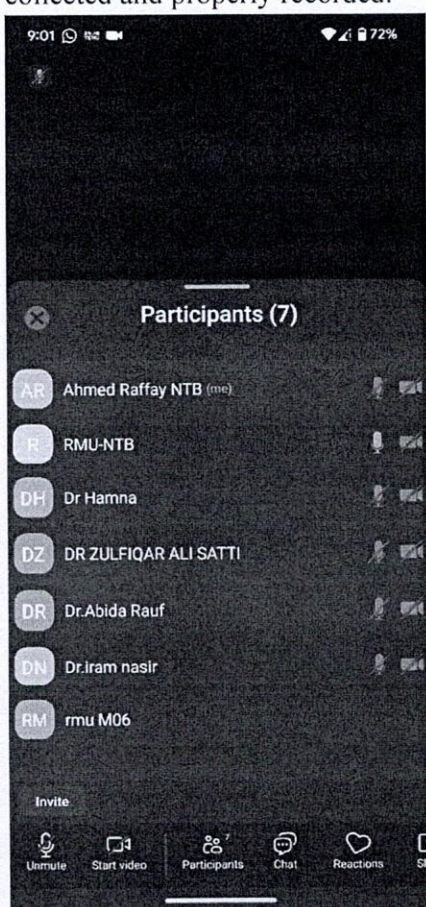 collected and properly recorded.
9:01 72%
Participants (7)
AR Ahmed Raffay NTB (me)
R RMU-NTB
DH Dr Hamna
DZ DR ZULFIQAR ALI SATTI
DR Dr.Abida Rauf
DN Dr.iram nasir
RM rmu M06
Invite
7
Unmute Start video Participants Chat Reactions